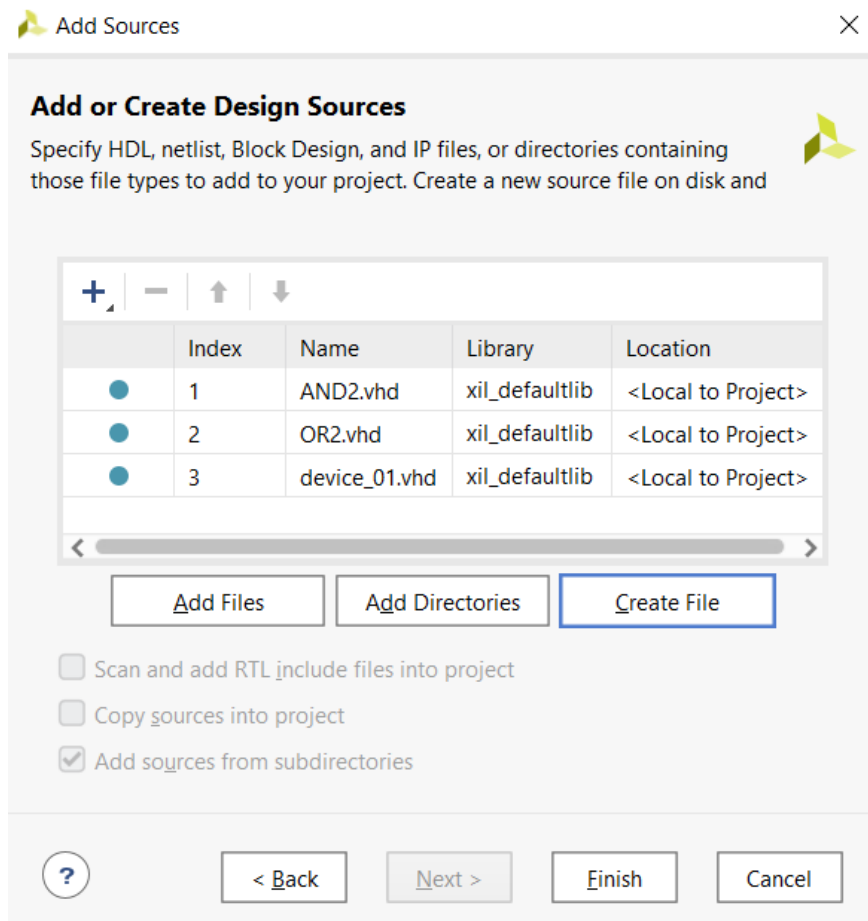 Add Sources
Add or Create Design Sources
Specify HDL, netlist, Block Design, and IP files, or directories containing
those file types to add to your project. Create a new source file on disk and
Index Name Library Location
1 AND2.vhd xil_defaultlib <Local to Project>
2 OR2.vhd xil_defaultlib <Local to Project>
3 device_01.vhd xil_defaultlib <Local to Project>
Add Files Add Directories Create File
Scan and add RTL include files into project
Copy sources into project
Add sources from subdirectories
? < Back Next > Finish Cancel